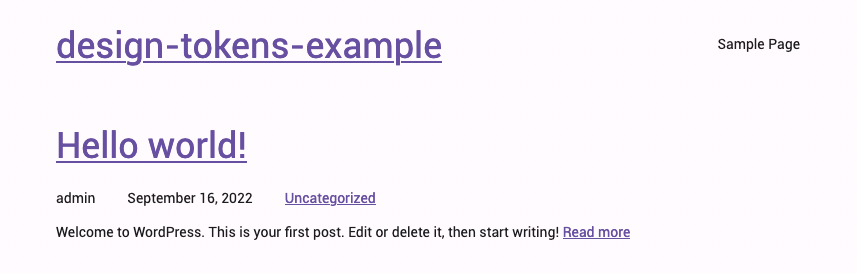 design-tokens-example
Sample Page
Hello world!
admin September 16, 2022 Uncategorized
Welcome to WordPress. This is your first post. Edit or delete it, then start writing! Read more